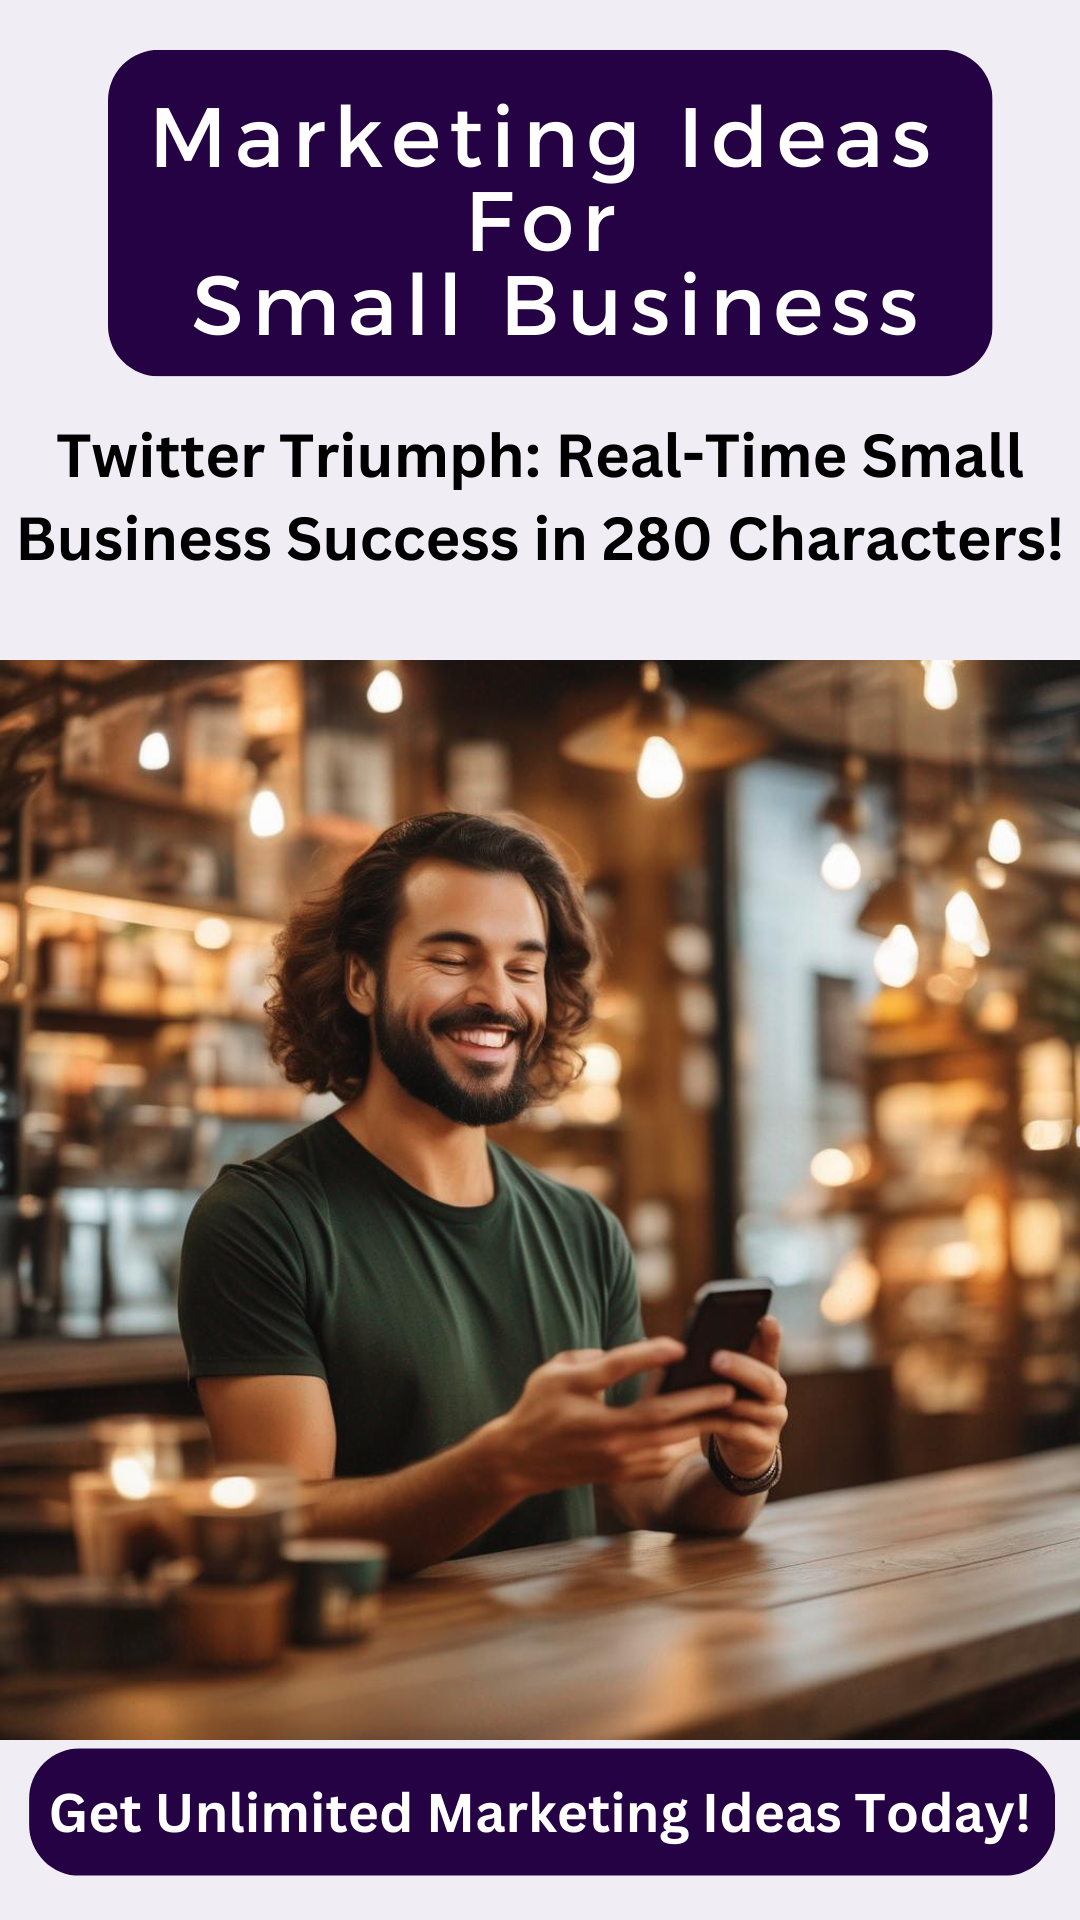 Marketing Ideas
For
Small Business
Twitter Triumph: Real-Time Small
Business Success in 280 Characters!
Get Unlimited Marketing Ideas Today!